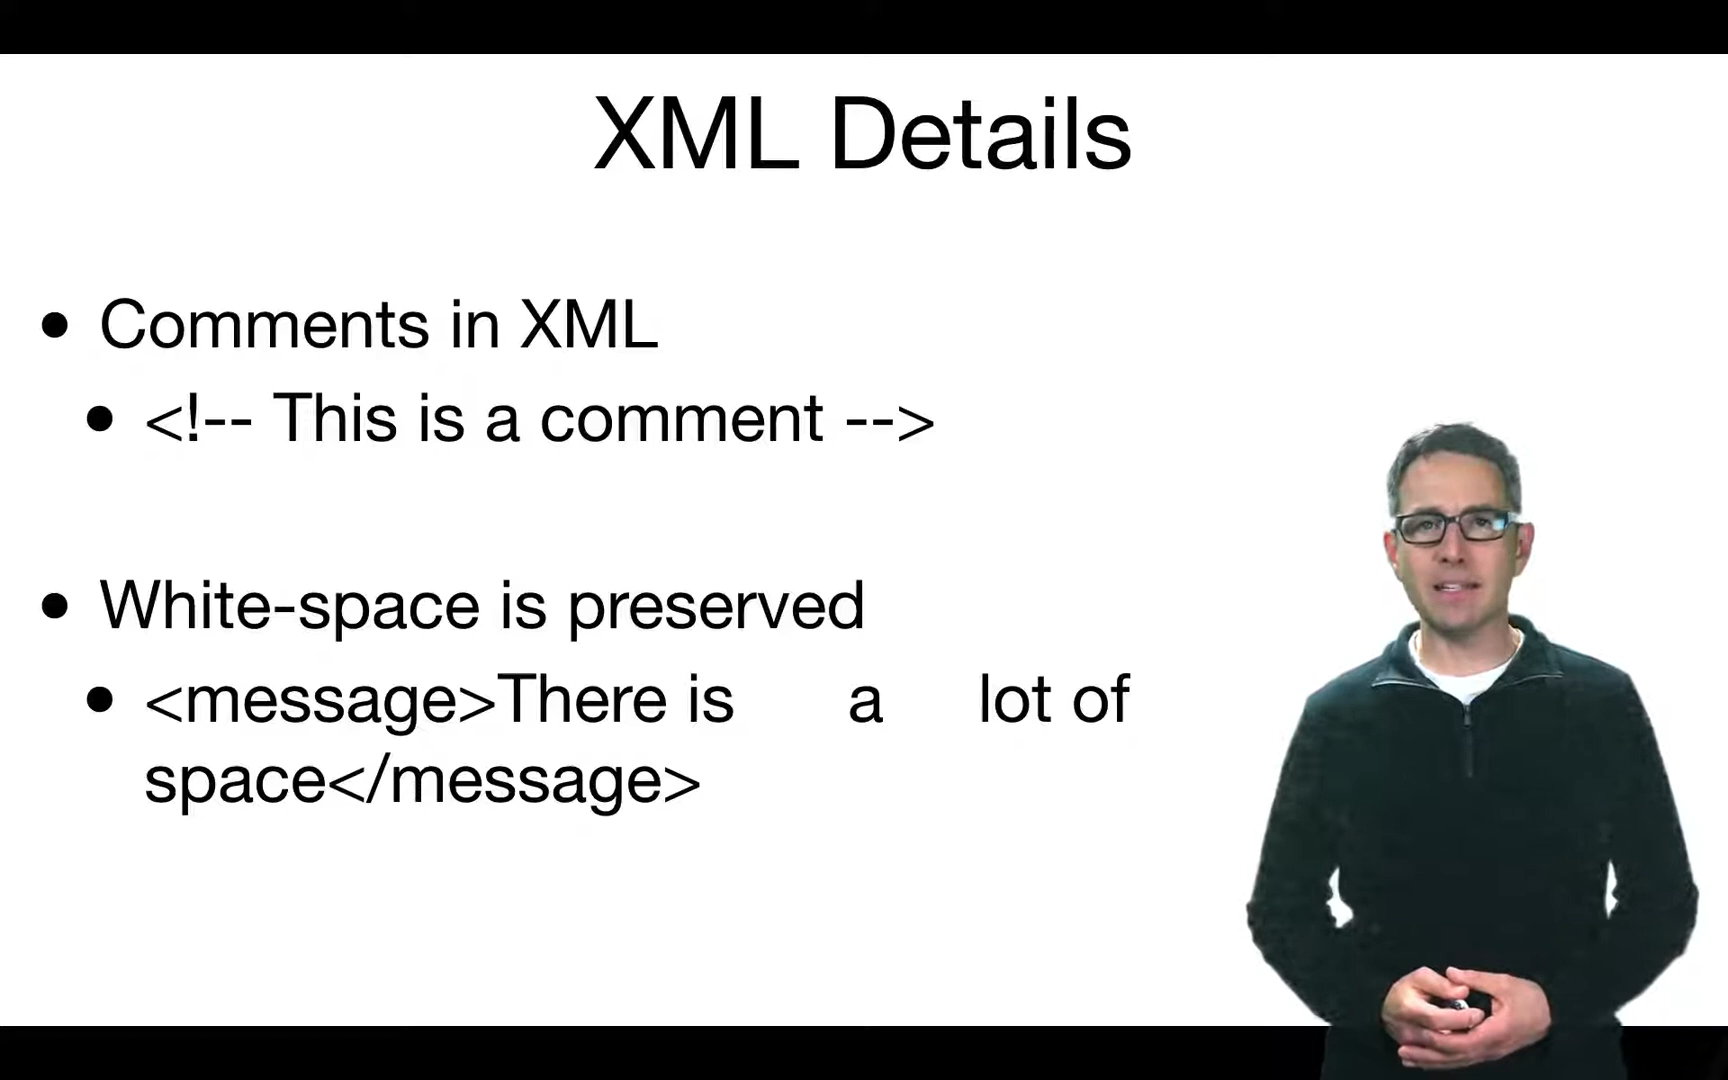 XML Details
• Comments in XML
• <!-- This is a comment -->
• White-space is preserved
• <message>There is      a     lot of
space</message>